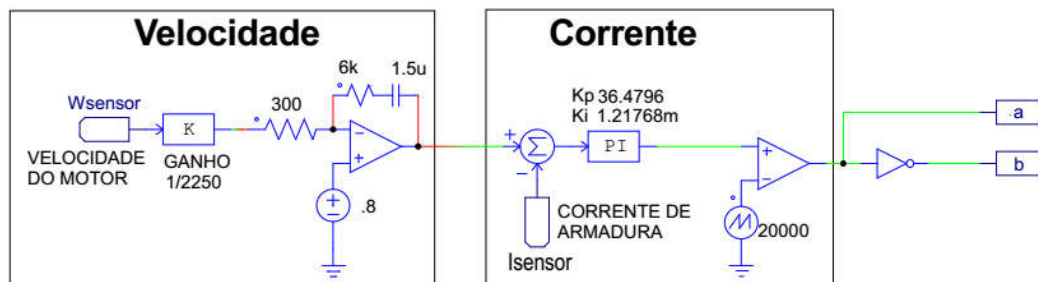 Velocidade
Wsensor
K
VELOCIDADE
DO MOTOR
GANHO
1/2250
300
6k
1.5u
−
+
+
−
.8
Corrente
+
−
Σ
Kp 36.4796
Ki 1.21768m
PI
CORRENTE DE
ARMADURA
Isensor
+
−
20000
a
b